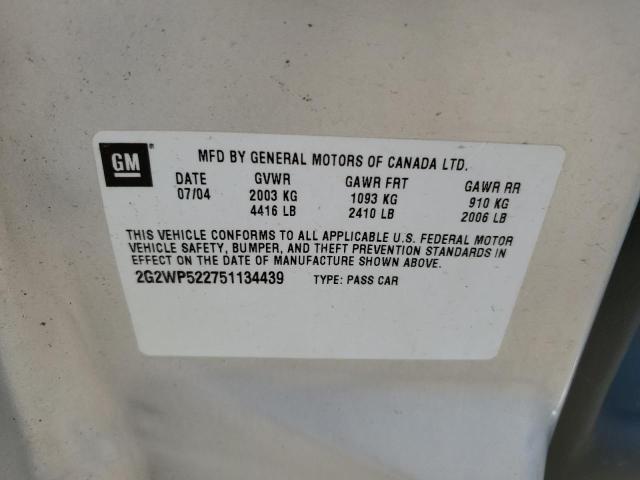 GM
MFD BY GENERAL MOTORS OF CANADA LTD.
DATE GVWR GAWR FRT GAWR RR
07/04 2003 KG 1093 KG 910 KG
4416 LB 2410 LB 2006 LB
THIS VEHICLE CONFORMS TO ALL APPLICABLE U.S. FEDERAL MOTOR
VEHICLE SAFETY, BUMPER, AND THEFT PREVENTION STANDARDS IN
EFFECT ON THE DATE OF MANUFACTURE SHOWN ABOVE.
2G2WP522751134439 TYPE: PASS CAR